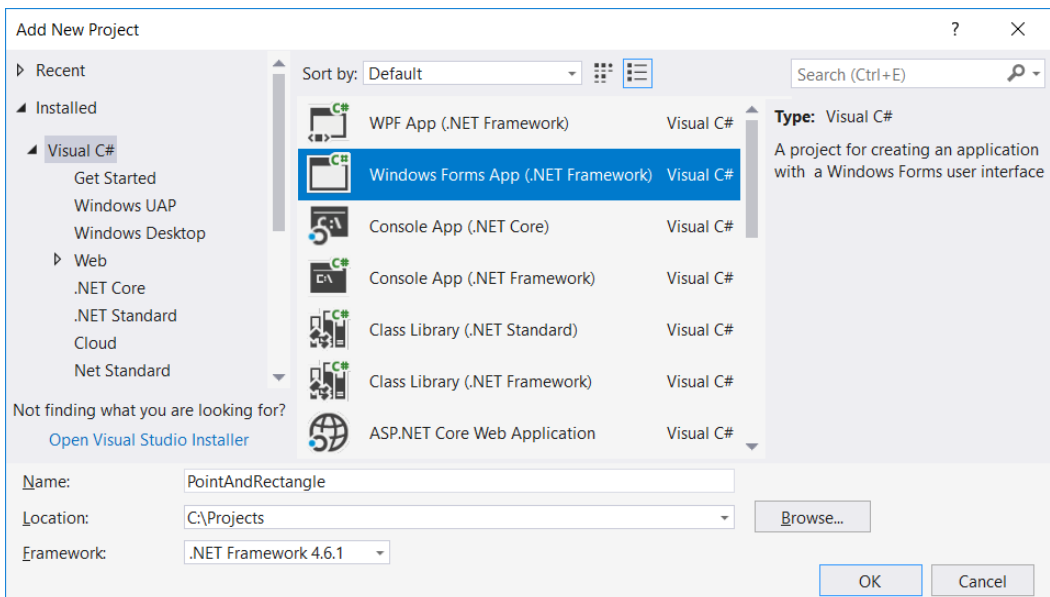 Add New Project
?
Recent
Installed
Visual C#
Get Started
Windows UAP
Windows Desktop
Web
.NET Core
.NET Standard
Cloud
Net Standard
Not finding what you are looking for?
Open Visual Studio Installer
Sort by: Default
WPF App (.NET Framework) Visual C#
Windows Forms App (.NET Framework) Visual C#
Console App (.NET Core) Visual C#
Console App (.NET Framework) Visual C#
Class Library (.NET Standard) Visual C#
Class Library (.NET Framework) Visual C#
ASP.NET Core Web Application Visual C#
Search (Ctrl+E)
Type: Visual C#
A project for creating an application
with a Windows Forms user interface
Name: PointAndRectangle
Location: C:\Projects Browse...
Framework: .NET Framework 4.6.1
OK Cancel